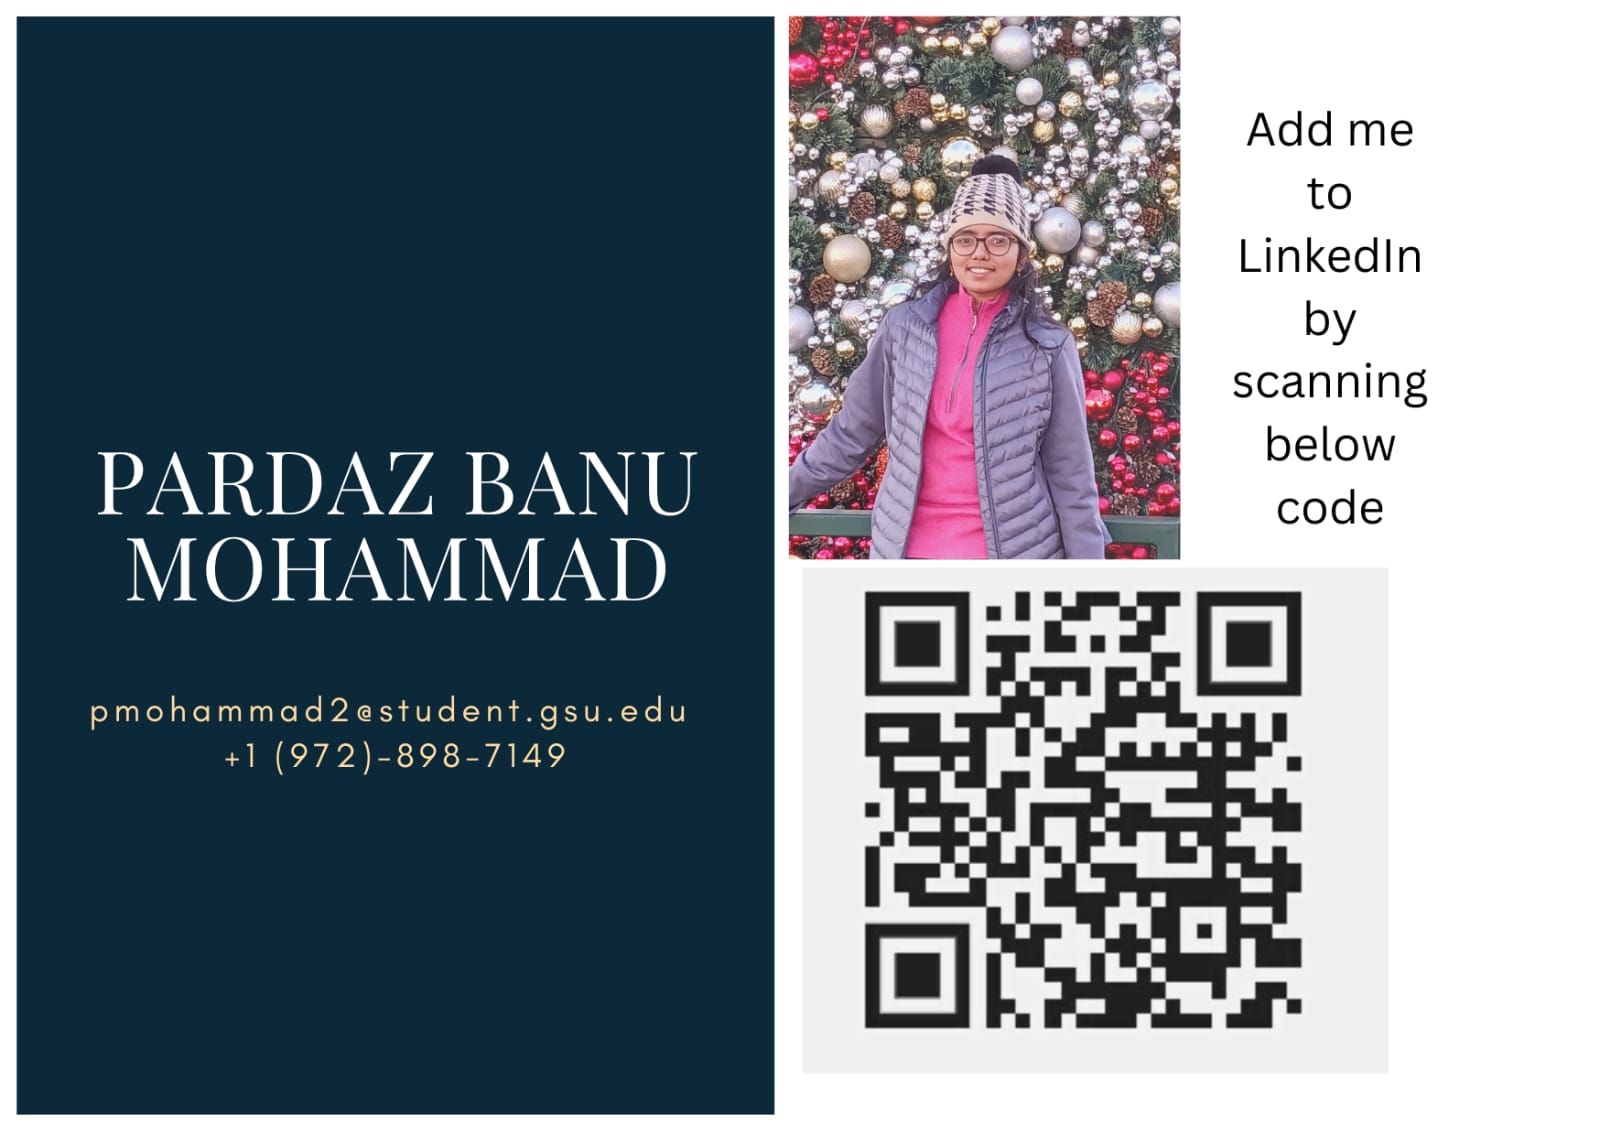 PARDAZ BANU
MOHAMMAD
pmohammad2@student.gsu.edu
+1 (972)-898-7149
Add me
to
LinkedIn
by
scanning
below
code